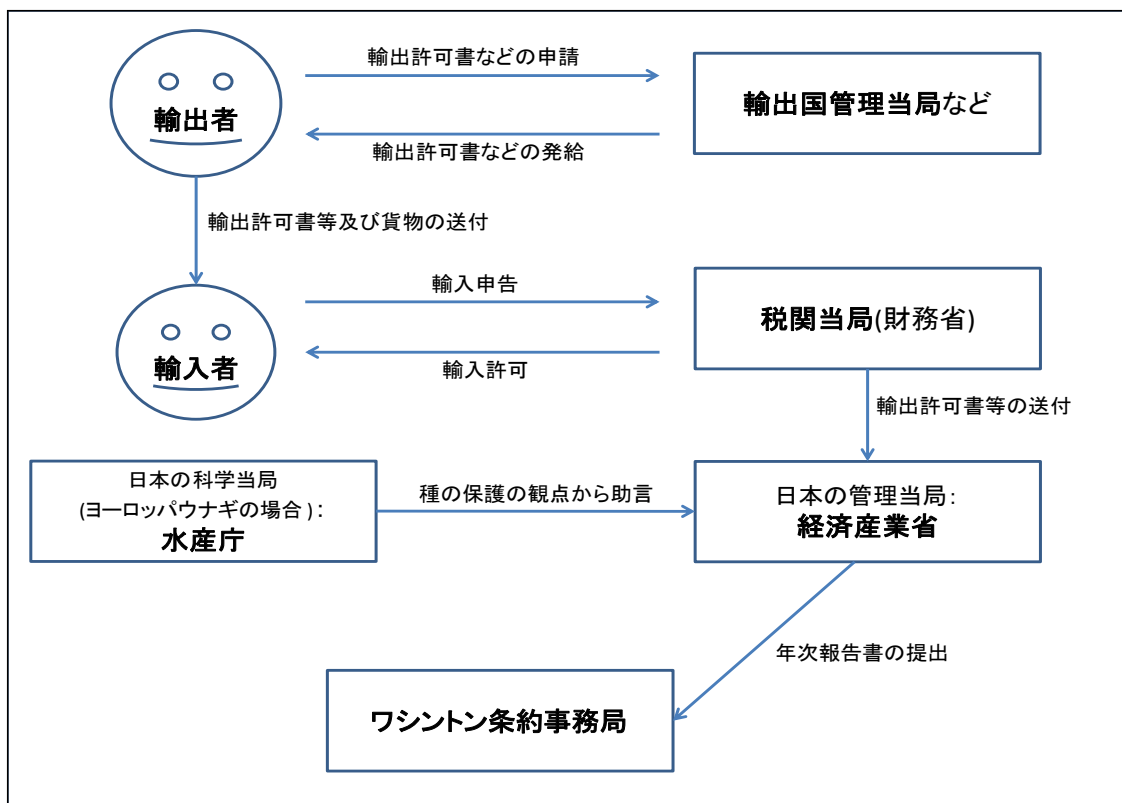 輸出者
輸出許可書などの申請
輸出国管理当局など
輸出許可書などの発給
輸出許可書等及び貨物の送付
輸入者
輸入申告
税関当局(財務省)
輸入許可
輸出許可書等の送付
日本の科学当局
(ヨーロッパウナギの場合):
水産庁
種の保護の観点から助言
日本の管理当局:
経済産業省
年次報告書の提出
ワシントン条約事務局